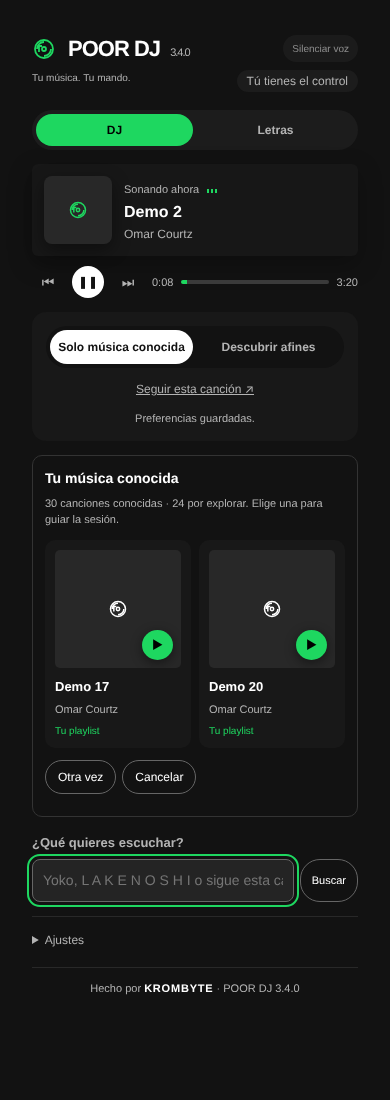 POOR DJ 3.4.0
Silenciar voz
Tu música. Tu mando.
Tú tienes el control
DJ
Letras
Sonando ahora
Demo 2
Omar Courtz
0:08
3:20
Solo música conocida
Descubrir afines
Seguir esta canción ↗
Preferencias guardadas.
Tu música conocida
30 canciones conocidas · 24 por explorar. Elige una para
guiar la sesión.
Demo 17
Omar Courtz
Tu playlist
Demo 20
Omar Courtz
Tu playlist
Otra vez
Cancelar
¿Qué quieres escuchar?
Yoko, L A K E N O S H I o sigue esta ca
Buscar
Ajustes
Hecho por KROMBYTE · POOR DJ 3.4.0